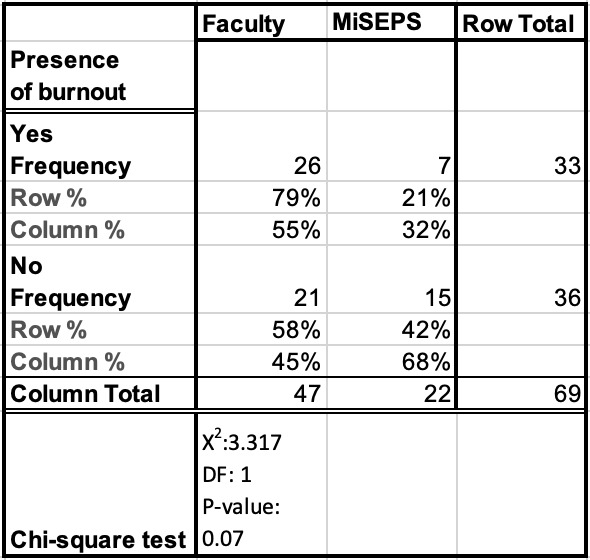 Faculty MiSEPS Row Total
Presence
of burnout
Yes
Frequency 26 7 33
Row % 79% 21%
Column % 55% 32%
No
Frequency 21 15 36
Row % 58% 42%
Column % 45% 68%
Column Total 47 22 69
X²:3.317
DF: 1
P-value:
Chi-square test 0.07